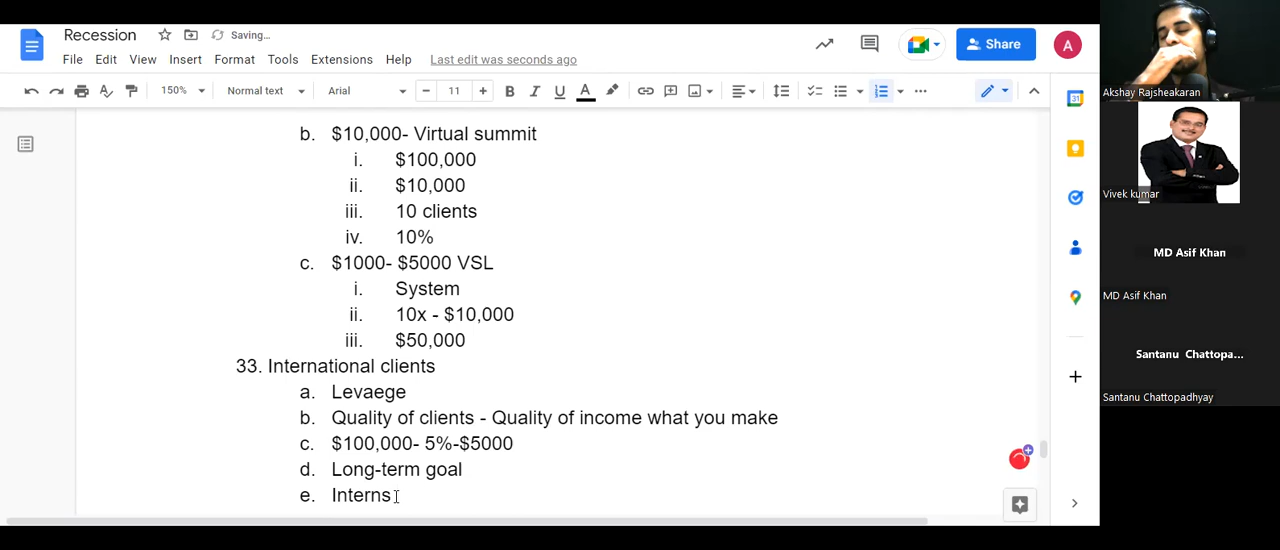 Recession Saving...
File Edit View Insert Format Tools Extensions Help Last edit was seconds ago
Share
A
150% Normal text Arial 11
b. $10,000- Virtual summit
i. $100,000
ii. $10,000
iii. 10 clients
iv. 10%
c. $1000- $5000 VSL
i. System
ii. 10x - $10,000
iii. $50,000
33. International clients
a. Levaege
b. Quality of clients - Quality of income what you make
c. $100,000- 5%-$5000
d. Long-term goal
e. Interns
31
Akshay Rajsheakaran
Vivek kumar
MD Asif Khan
MD Asif Khan
Santanu Chattopa...
Santanu Chattopadhyay